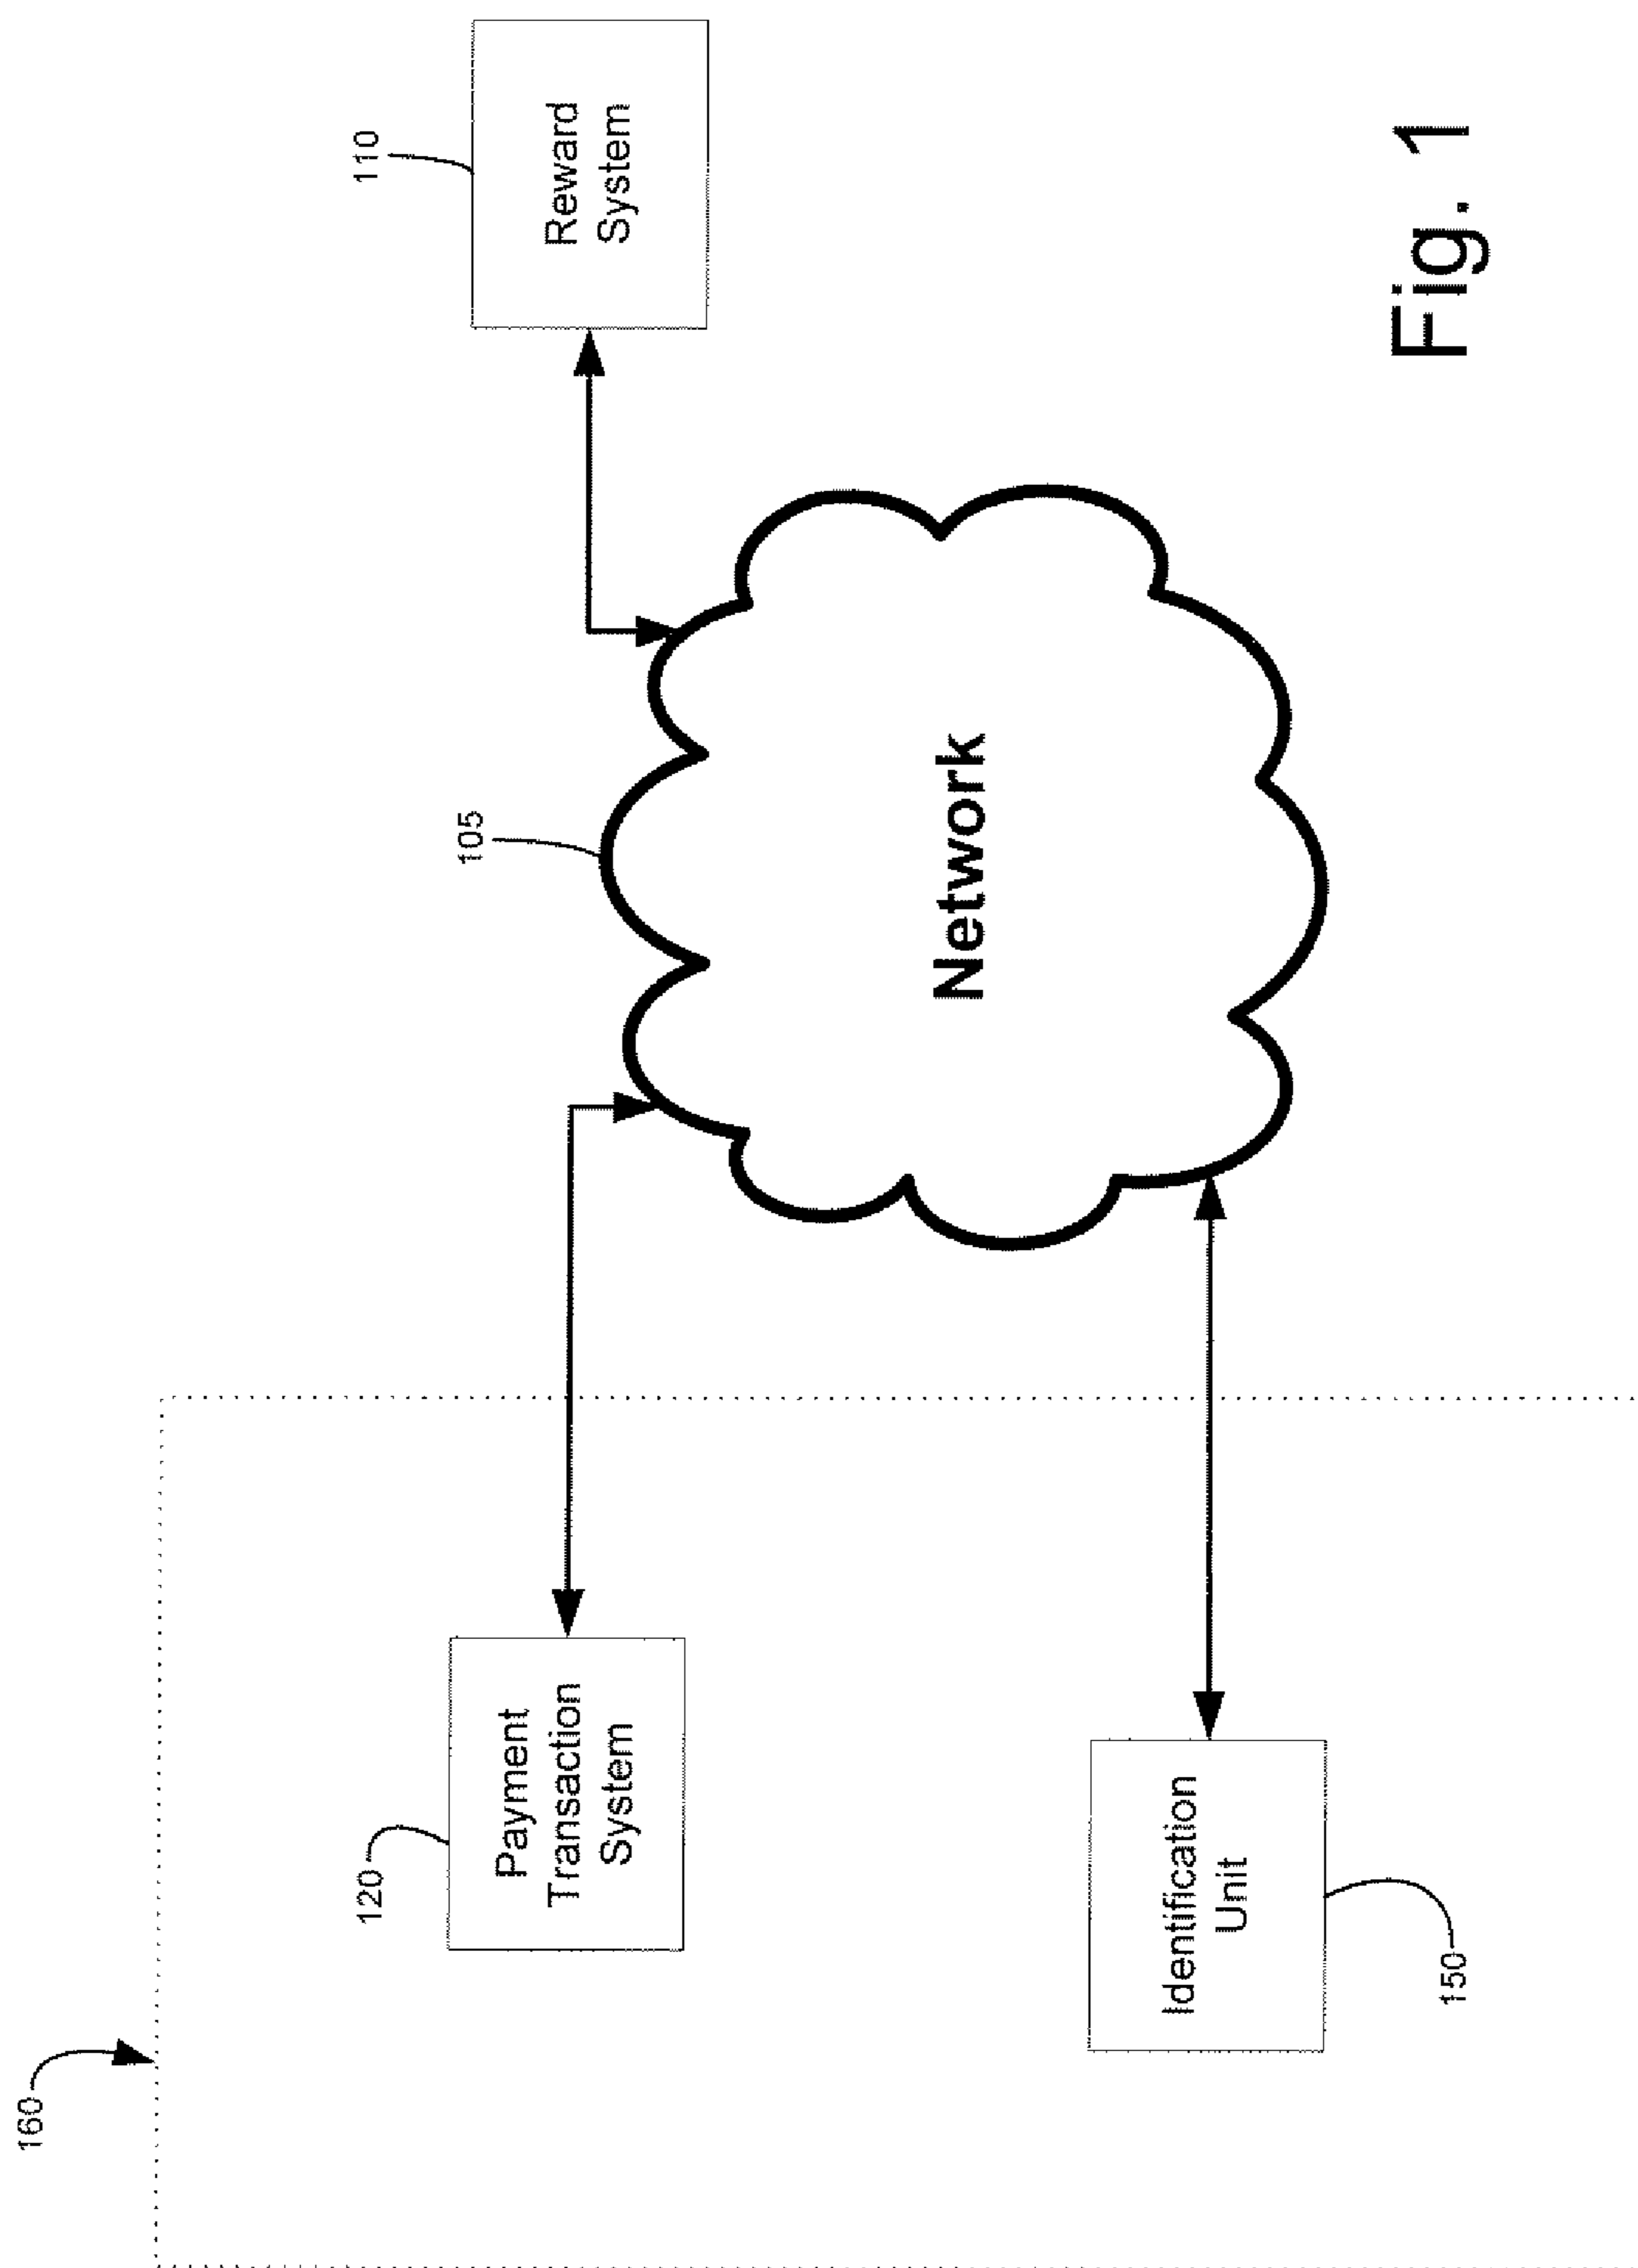 160
120
Payment
Transaction
System
105
110
Reward
System
Network
Identification
Unit
150
Fig. 1